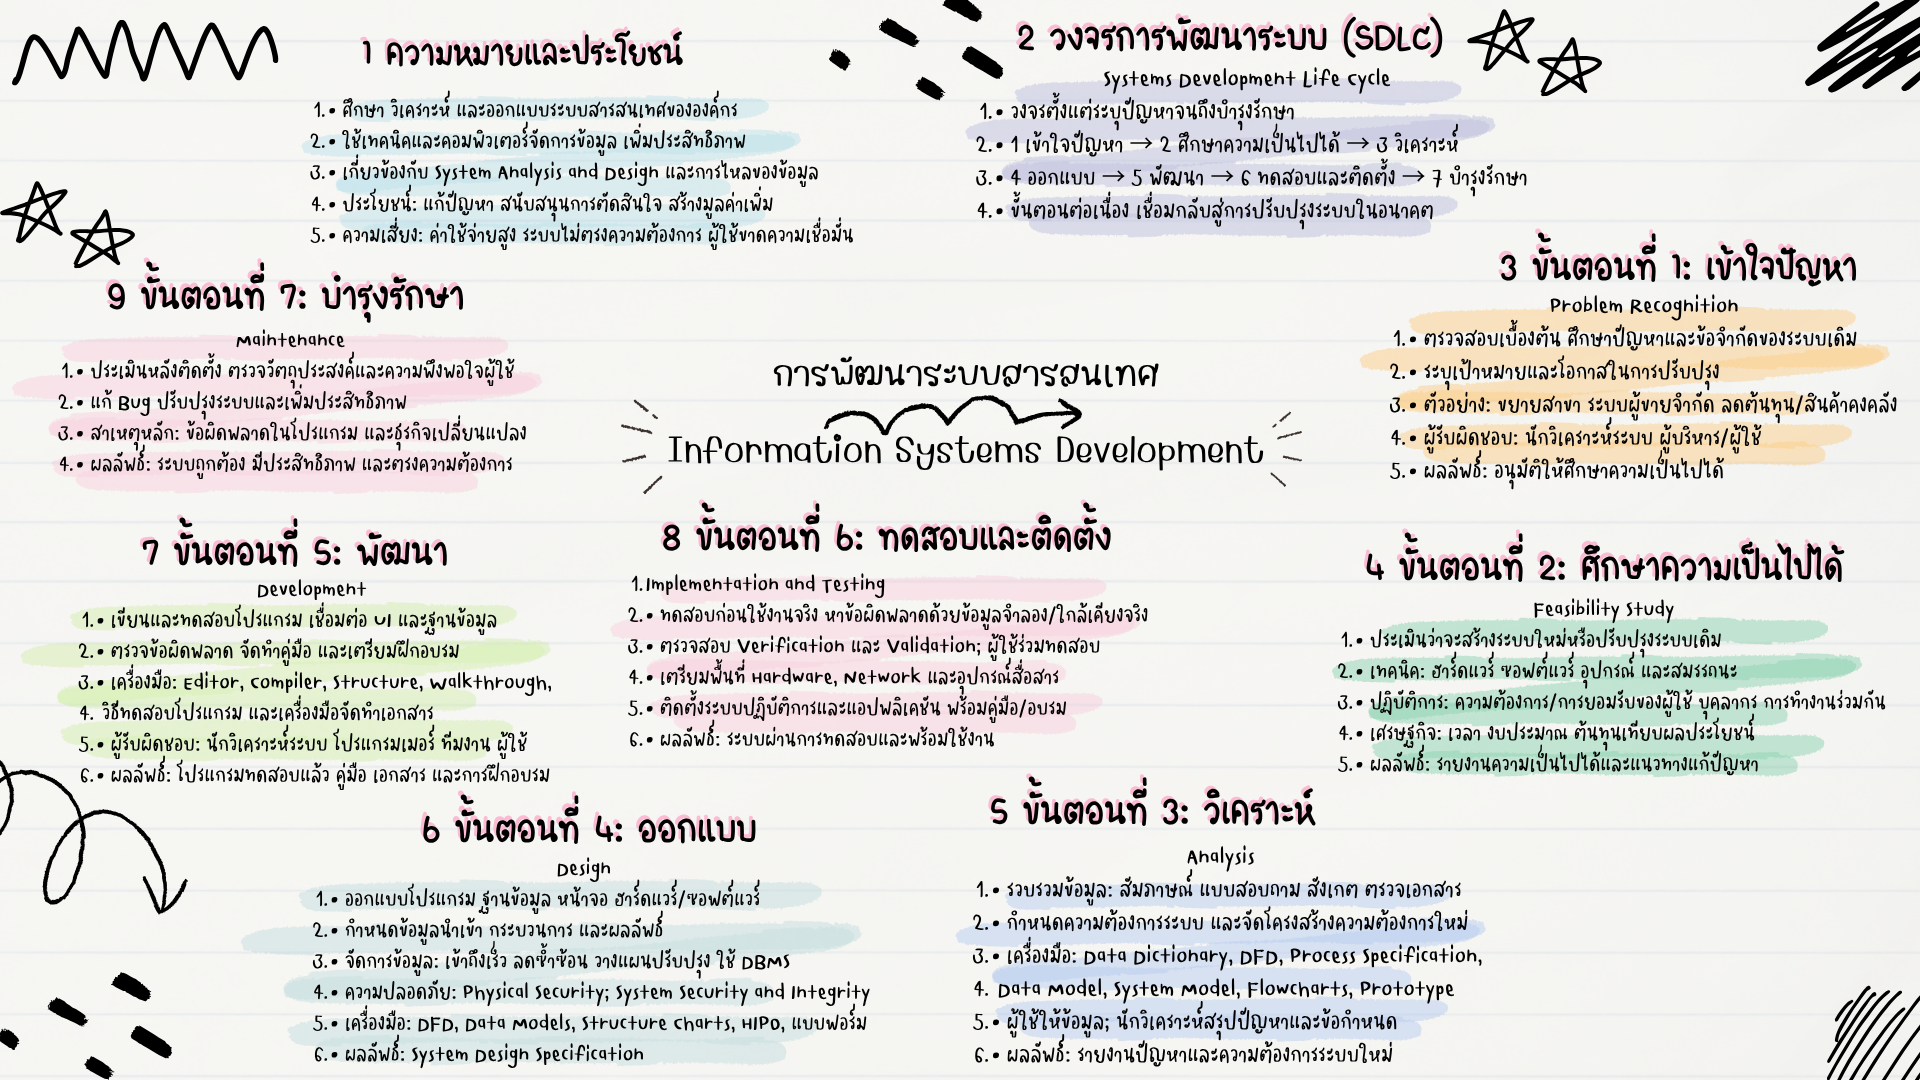 1 ความหมายและประโยชน์
1. • ศึกษา วิเคราะห์ และออกแบบระบบสารสนเทศขององค์กร
2. • ใช้เทคนิคและคอมพิวเตอร์จัดการข้อมูล เพิ่มประสิทธิภาพ
3. • เกี่ยวข้องกับ System Analysis and Design และการไหลของข้อมูล
4. • ประโยชน์: แก้ปัญหา สนับสนุนการตัดสินใจ สร้างมูลค่าเพิ่ม
5. • ความเสี่ยง: ค่าใช้จ่ายสูง ระบบไม่ตรงความต้องการ ผู้ใช้ขาดความเชื่อมั่น
2 วงจรการพัฒนาระบบ (SDLC)
Systems Development Life Cycle
1. • วงจรตั้งแต่ระบุปัญหาจนถึงบำรุงรักษา
2. • 1 เข้าใจปัญหา → 2 ศึกษาความเป็นไปได้ → 3 วิเคราะห์
3. • 4 ออกแบบ → 5 พัฒนา → 6 ทดสอบและติดตั้ง → 7 บำรุงรักษา
4. • ขั้นตอนต่อเนื่อง เชื่อมกลับสู่การปรับปรุงระบบในอนาคต
3 ขั้นตอนที่ 1: เข้าใจปัญหา
Problem Recognition
1. • ตรวจสอบเบื้องต้น ศึกษาปัญหาและข้อจำกัดของระบบเดิม
2. • ระบุเป้าหมายและโอกาสในการปรับปรุง
3. • ตัวอย่าง: ขยายสาขา ระบบผู้ขายจำกัด ลดต้นทุน/สินค้าคงคลัง
4. • ผู้รับผิดชอบ: นักวิเคราะห์ระบบ ผู้บริหาร/ผู้ใช้
5. • ผลลัพธ์: อนุมัติให้ศึกษาความเป็นไปได้
9 ขั้นตอนที่ 7: บำรุงรักษา
Maintenance
1. • ประเมินหลังติดตั้ง ตรวจวัตถุประสงค์และความพึงพอใจผู้ใช้
2. • แก้ Bug ปรับปรุงระบบและเพิ่มประสิทธิภาพ
3. • สาเหตุหลัก: ข้อผิดพลาดในโปรแกรม และธุรกิจเปลี่ยนแปลง
4. • ผลลัพธ์: ระบบถูกต้อง มีประสิทธิภาพ และตรงความต้องการ
การพัฒนาระบบสารสนเทศ
Information Systems Development
7 ขั้นตอนที่ 5: พัฒนา
Development
1. • เขียนและทดสอบโปรแกรม เชื่อมต่อ UI และฐานข้อมูล
2. • ตรวจข้อผิดพลาด จัดทำคู่มือ และเตรียมฝึกอบรม
3. • เครื่องมือ: Editor, Compiler, Structure, Walkthrough,
4. วิธีทดสอบโปรแกรม และเครื่องมือจัดทำเอกสาร
5. • ผู้รับผิดชอบ: นักวิเคราะห์ระบบ โปรแกรมเมอร์ ทีมงาน ผู้ใช้
6. • ผลลัพธ์: โปรแกรมทดสอบแล้ว คู่มือ เอกสาร และการฝึกอบรม
8 ขั้นตอนที่ 6: ทดสอบและติดตั้ง
1. Implementation and Testing
2. • ทดสอบก่อนใช้งานจริง หาข้อผิดพลาดด้วยข้อมูลจำลอง/ใกล้เคียงจริง
3. • ตรวจสอบ Verification และ Validation; ผู้ใช้ร่วมทดสอบ
4. • เตรียมพื้นที่ Hardware, Network และอุปกรณ์สื่อสาร
5. • ติดตั้งระบบปฏิบัติการและแอปพลิเคชัน พร้อมคู่มือ/อบรม
6. • ผลลัพธ์: ระบบผ่านการทดสอบและพร้อมใช้งาน
4 ขั้นตอนที่ 2: ศึกษาความเป็นไปได้
Feasibility Study
1. • ประเมินว่าจะสร้างระบบใหม่หรือปรับปรุงระบบเดิม
2. • เทคนิค: ฮาร์ดแวร์ ซอฟต์แวร์ อุปกรณ์ และสมรรถนะ
3. • ปฏิบัติการ: ความต้องการ/การยอมรับของผู้ใช้ บุคลากร การทำงานร่วมกัน
4. • เศรษฐกิจ: เวลา งบประมาณ ต้นทุนเทียบผลประโยชน์
5. • ผลลัพธ์: รายงานความเป็นไปได้และแนวทางแก้ปัญหา
6 ขั้นตอนที่ 4: ออกแบบ
Design
1. • ออกแบบโปรแกรม ฐานข้อมูล หน้าจอ ฮาร์ดแวร์/ซอฟต์แวร์
2. • กำหนดข้อมูลนำเข้า กระบวนการ และผลลัพธ์
3. • จัดการข้อมูล: เข้าถึงเร็ว ลดซ้ำซ้อน วางแผนปรับปรุง ใช้ DBMS
4. • ความปลอดภัย: Physical Security; System Security and Integrity
5. • เครื่องมือ: DFD, Data Models, Structure Charts, HIPO, แบบฟอร์ม
6. • ผลลัพธ์: System Design Specification
5 ขั้นตอนที่ 3: วิเคราะห์
Analysis
1. • รวบรวมข้อมูล: สัมภาษณ์ แบบสอบถาม สังเกต ตรวจเอกสาร
2. • กำหนดความต้องการระบบ และจัดโครงสร้างความต้องการใหม่
3. • เครื่องมือ: Data Dictionary, DFD, Process Specification,
4. Data Model, System Model, Flowcharts, Prototype
5. • ผู้ใช้ให้ข้อมูล; นักวิเคราะห์สรุปปัญหาและข้อกำหนด
6. • ผลลัพธ์: รายงานปัญหาและความต้องการระบบใหม่